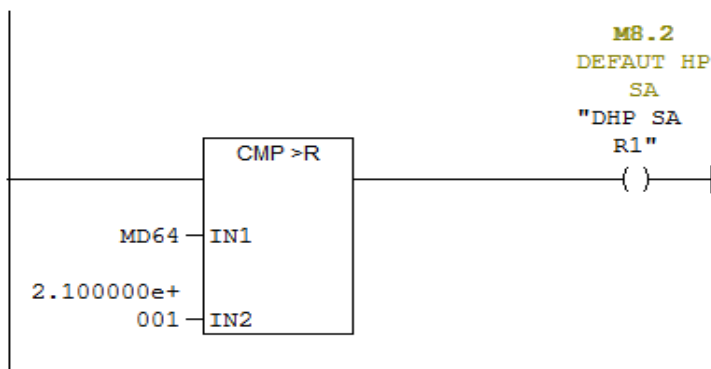 M8.2
DEFAUT HP
SA
"DHP SA
R1"
CMP >R
( )
MD64
IN1
2.100000e+
001
IN2